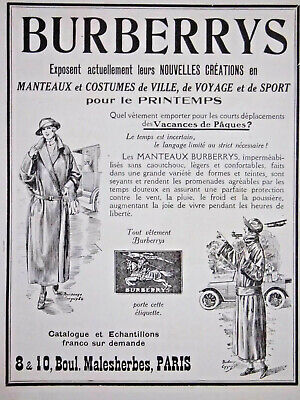 BURBERRYS
Exposent actuellement leurs NOUVELLES CRÉATIONS en
MANTEAUX et COSTUMES de VILLE, de VOYAGE et de SPORT
pour le PRINTEMPS
Quel vêtement emporter pour les courts déplacements
des Vacances de Pâques?
Le temps est incertain,
le langage limité au strict nécessaire!
Les MANTEAUX BURBERRYS, imperméabili-
sés sans caoutchouc, légers et confortables, faits
dans une grande variété de formes et teintes, sont
seyants et rendent les promenades agréables par les
temps douteux en assurant une parfaite protection
contre le vent, la pluie, le froid et la poussière,
augmentant la joie de vivre pendant les heures de
liberté.
Tout vêtement
Burberrys
BURBERRYS
porte cette
étiquette.
Catalogue et Echantillons
franco sur demande
8 & 10, Boul. Malesherbes, PARIS